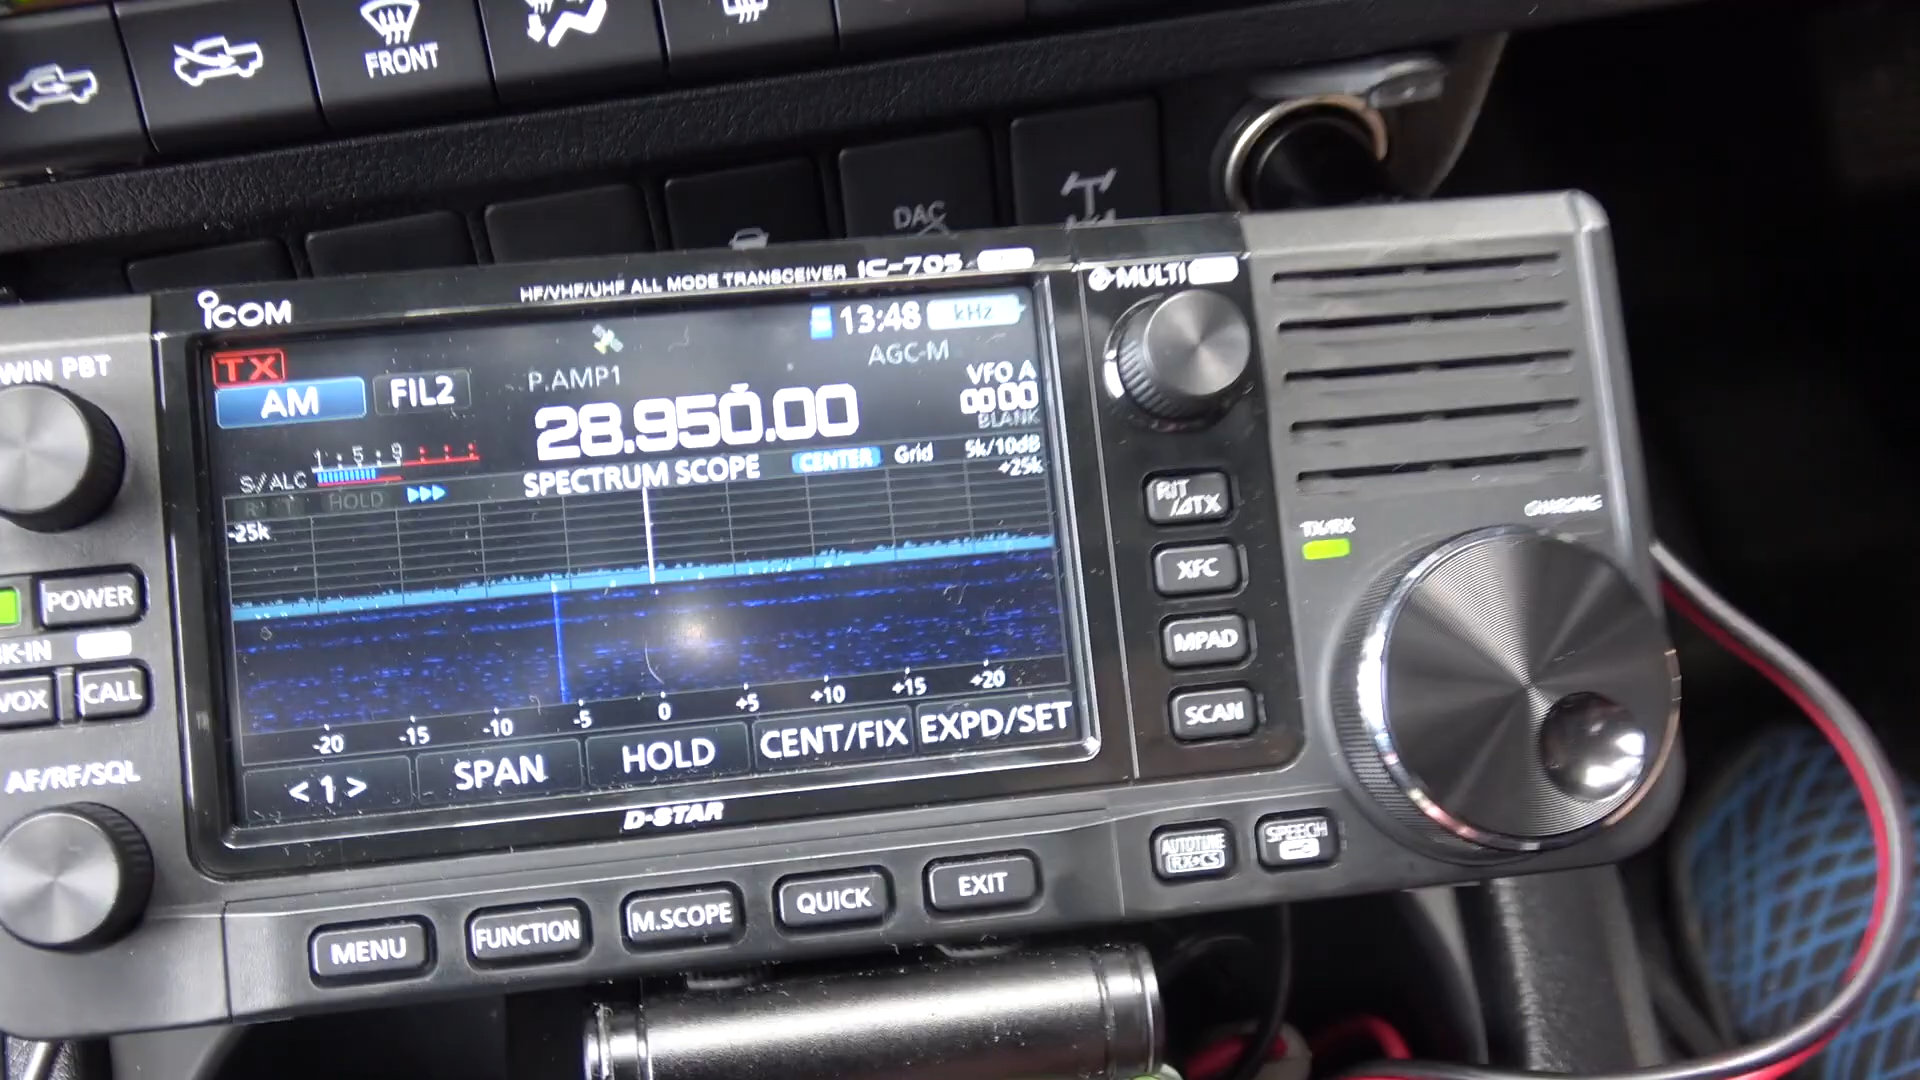 FRONT
DAC
ICOM
HF/VHF/UHF ALL MODE TRANSCEIVER IC-705
MULTI
TWIN PBT
TX
13:48
kHz
AGC-M
AM
FIL2
P.AMP1
VFO A
28.950.00
00 00
BLANK
1 : 5 : 9
S/ALC
SPECTRUM SCOPE
CENTER
Grid
5k/10dB
+25k
HOLD
-25k
RIT
/ΔTX
CHARGING
TX/RX
XFC
POWER
MPAD
BK-IN
VOX
CALL
SCAN
-20
-15
-10
-5
0
+5
+10
+15
+20
< 1 >
SPAN
HOLD
CENT/FIX
EXPD/SET
AF/RF/SQL
D-STAR
AUTOTUNE
RX→CS
SPEECH
MENU
FUNCTION
M.SCOPE
QUICK
EXIT